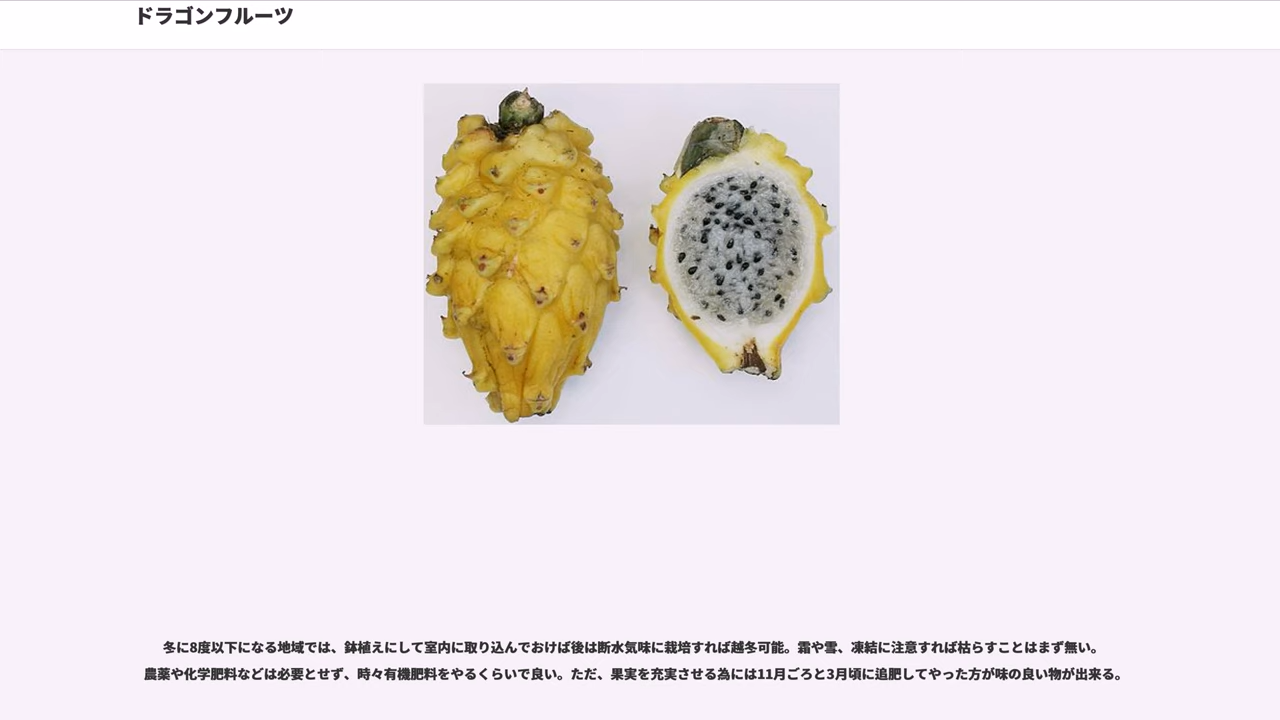 ドラゴンフルーツ
冬に8度以下になる地域では、鉢植えにして室内に取り込んでおけば後は断水気味に栽培すれば越冬可能。霜や雪、凍結に注意すれば枯らすことはまず無い。
農薬や化学肥料などは必要とせず、時々有機肥料をやるくらいで良い。ただ、果実を充実させる為には11月ごろと3月頃に追肥してやった方が味の良い物が出来る。